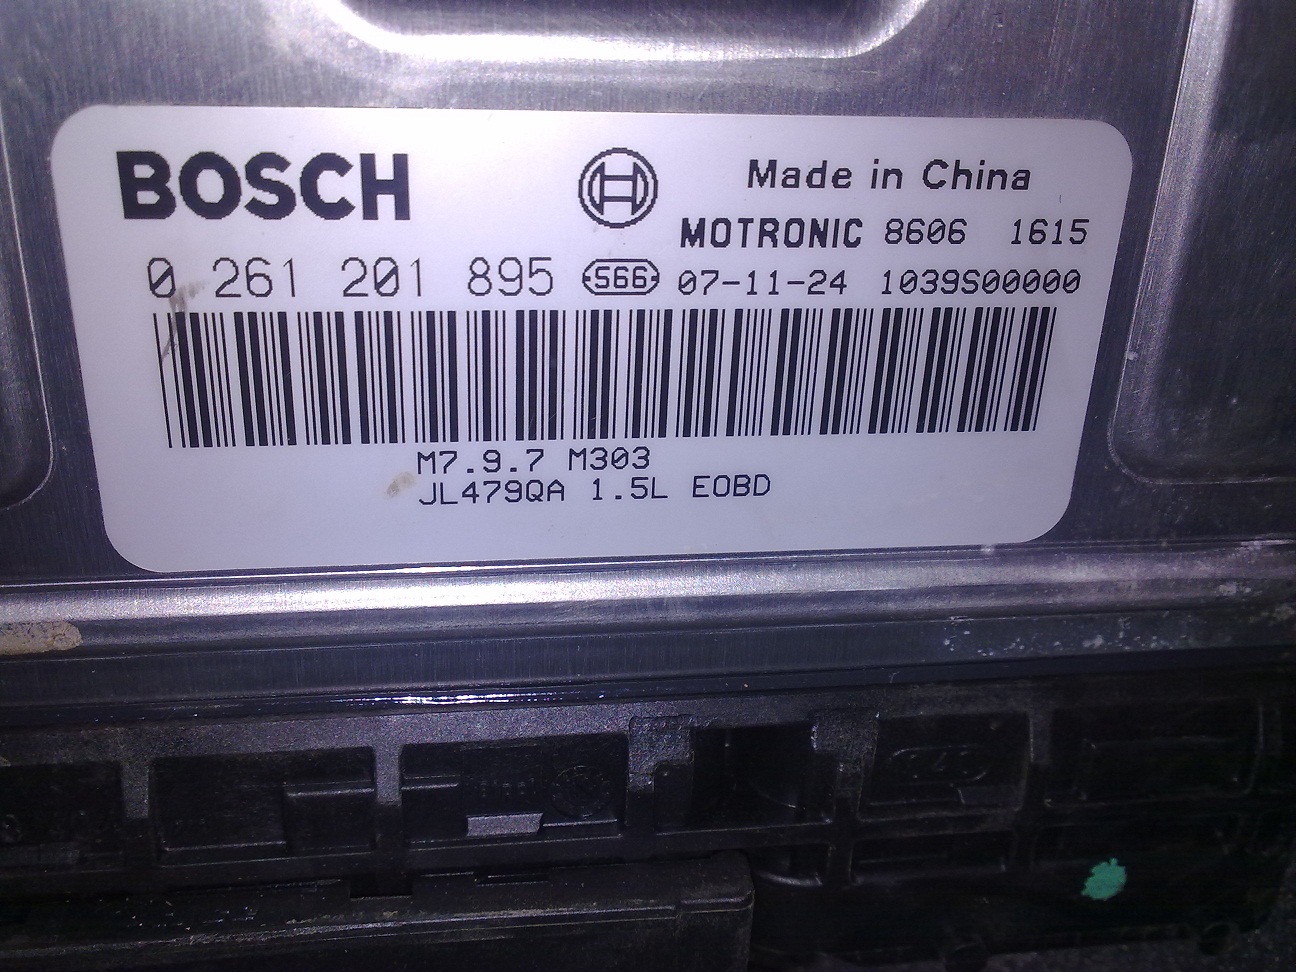 BOSCH
Made in China
MOTRONIC 8606 1615
0 261 201 895 S66 07-11-24 1039S00000
M7.9.7 M303
JL479QA 1.5L EOBD